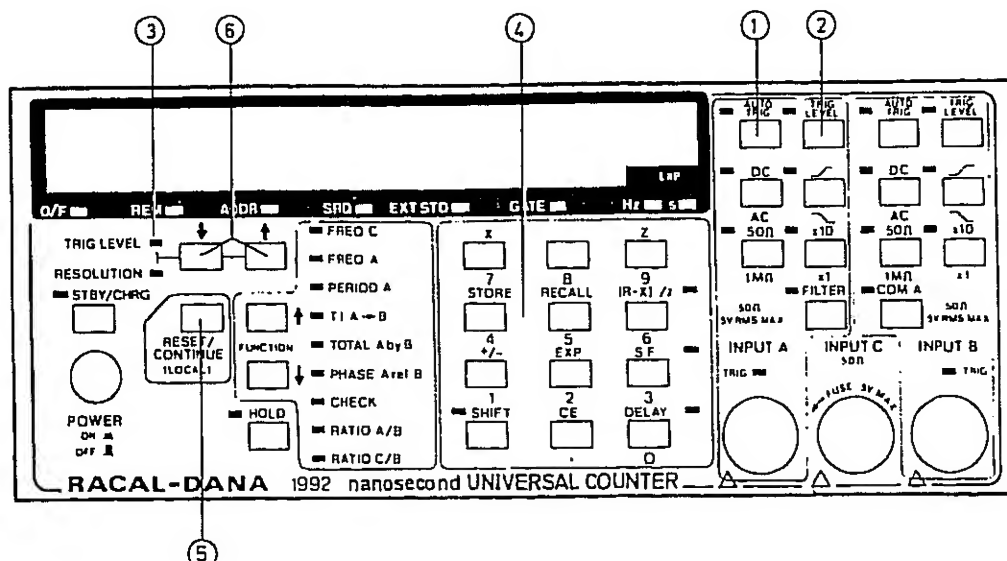 3 6 4 1 2
AUTO TRIG TRIG LEVEL AUTO TRIG TRIG LEVEL
EXP
O/F REM ADDR SRQ EXT STD GATE Hz s
DC DC
AC AC
TRIG LEVEL
RESOLUTION
STBY/CHRG
RESET/
CONTINUE
(LOCAL)
FUNCTION
HOLD
POWER
ON
OFF
FREQ C
FREQ A
PERIOD A
T I A → B
TOTAL A by B
PHASE A rel B
CHECK
RATIO A/B
RATIO C/B
X Z
7 8 9
STORE RECALL (R-X)/Z
4 5 6
+/- EXP SF
1 2 3
SHIFT CE DELAY
. 0
50Ω x10 50Ω x10
1MΩ x1 1MΩ x1
FILTER COM A
50Ω
5V RMS MAX
50Ω
5V RMS MAX
INPUT A INPUT C INPUT B
50Ω
TRIG TRIG
FUSE 5V MAX
RACAL-DANA 1992 nanosecond UNIVERSAL COUNTER
5